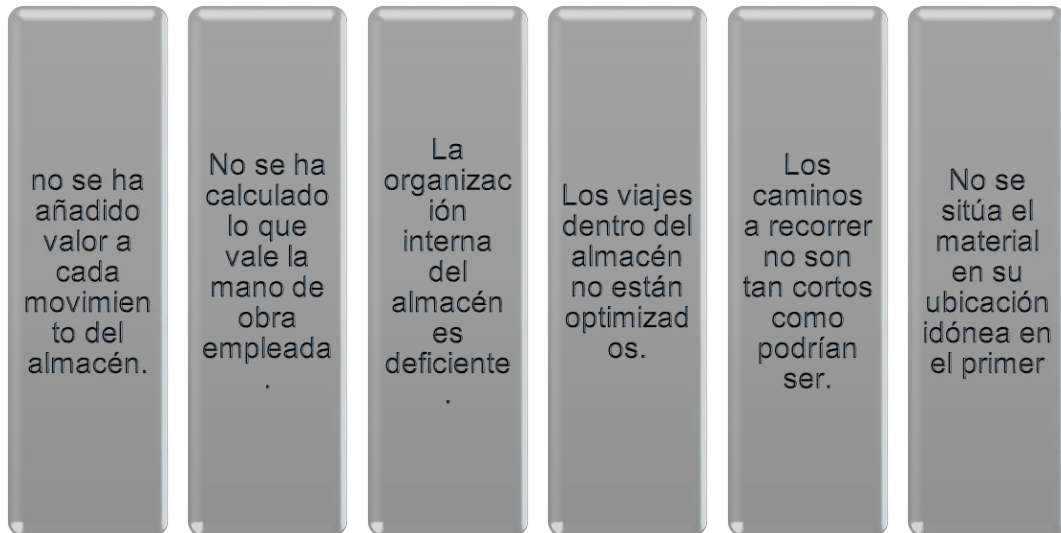 no se ha
añadido
valor a
cada
movimien
to del
almacén.
No se ha
calculado
lo que
vale la
mano de
obra
empleada
.
La
organizac
ión
interna
del
almacén
es
deficiente
.
Los viajes
dentro del
almacén
no están
optimizad
os.
Los
caminos
a recorrer
no son
tan cortos
como
podrían
ser.
No se
sitúa el
material
en su
ubicación
idónea en
el primer